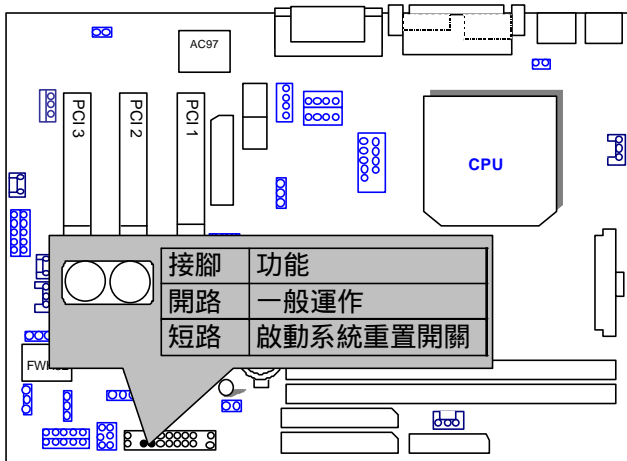 AC97
PCI 3
PCI 2
PCI 1
CPU
接腳 功能
開路 一般運作
短路 啟動系統重置開關